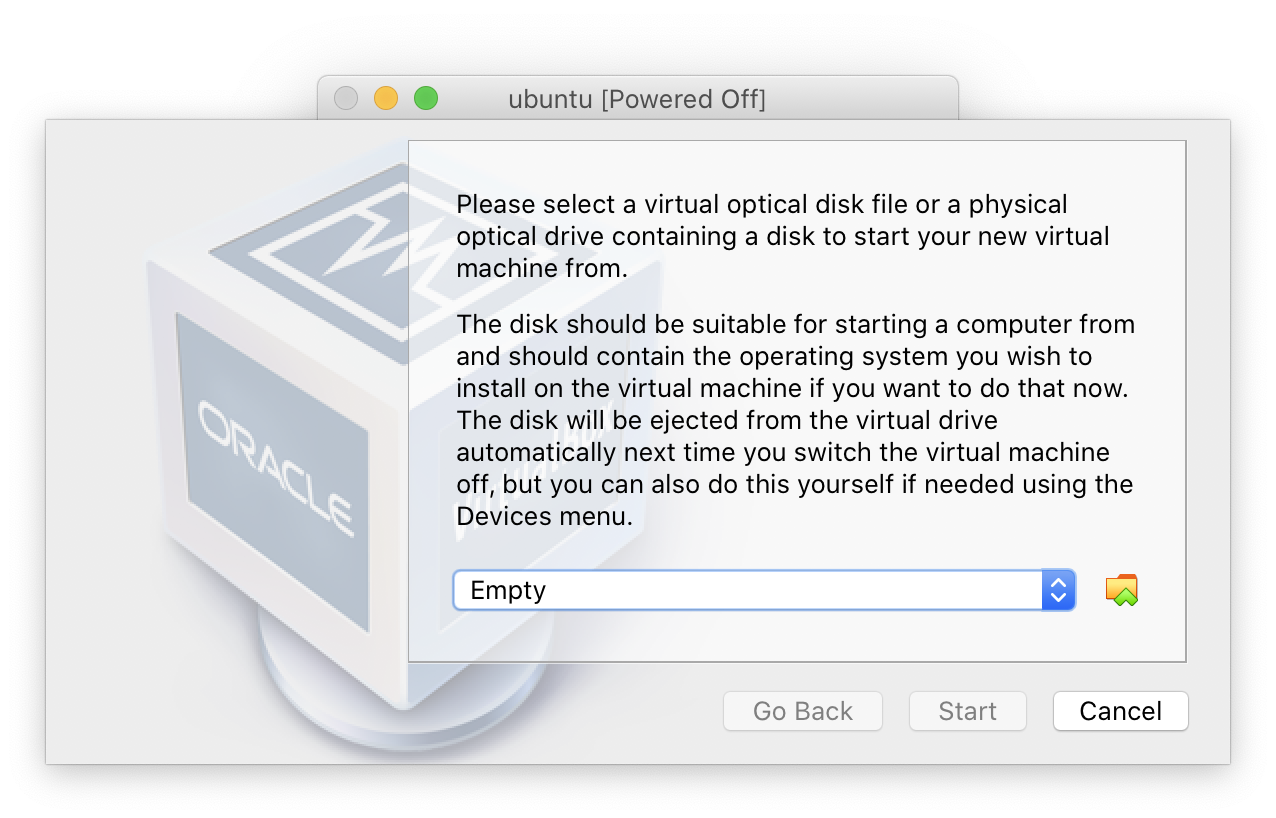 ubuntu [Powered Off]
Please select a virtual optical disk file or a physical
optical drive containing a disk to start your new virtual
machine from.
The disk should be suitable for starting a computer from
and should contain the operating system you wish to
install on the virtual machine if you want to do that now.
The disk will be ejected from the virtual drive
automatically next time you switch the virtual machine
off, but you can also do this yourself if needed using the
Devices menu.
ORACLE
VirtualBox
Empty
Go Back
Start
Cancel